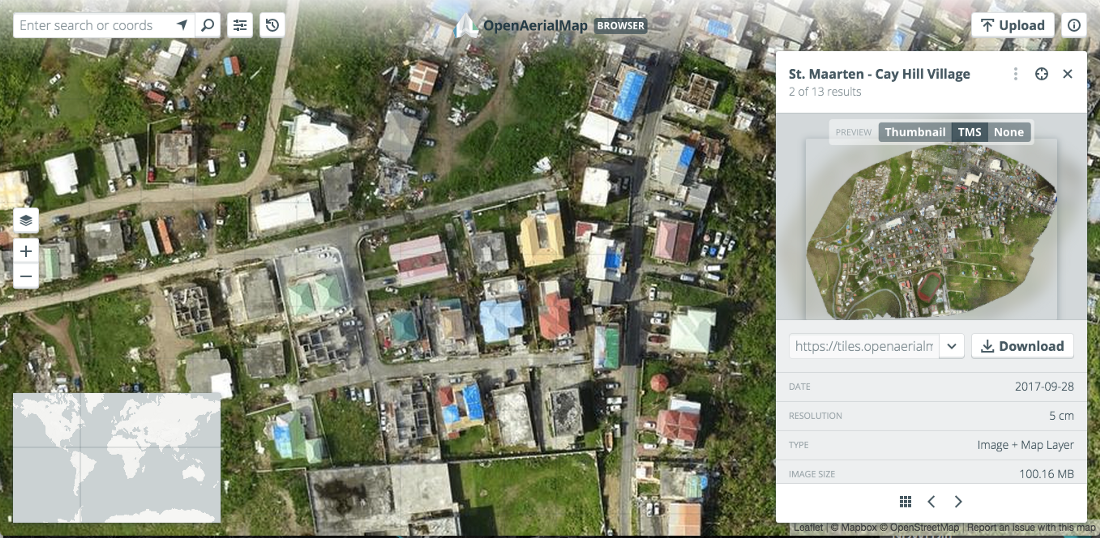 Enter search or coords
OpenAerialMap BROWSER
Upload
St. Maarten - Cay Hill Village
2 of 13 results
PREVIEW Thumbnail TMS None
https://tiles.openaerialm
Download
DATE 2017-09-28
RESOLUTION 5 cm
TYPE Image + Map Layer
IMAGE SIZE 100.16 MB
Leaflet | © Mapbox © OpenStreetMap | Report an issue with this map